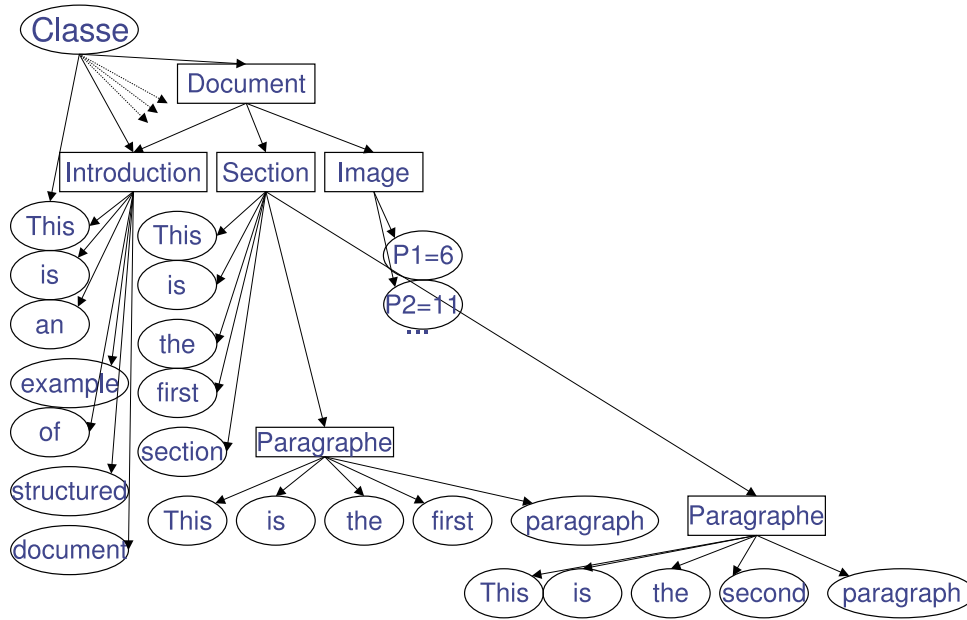 Classe
Document
Introduction
Section
Image
This
is
an
example
of
structured
document
This
is
the
first
section
P1=6
P2=11
...
Paragraphe
This
is
the
first
paragraph
Paragraphe
This
is
the
second
paragraph